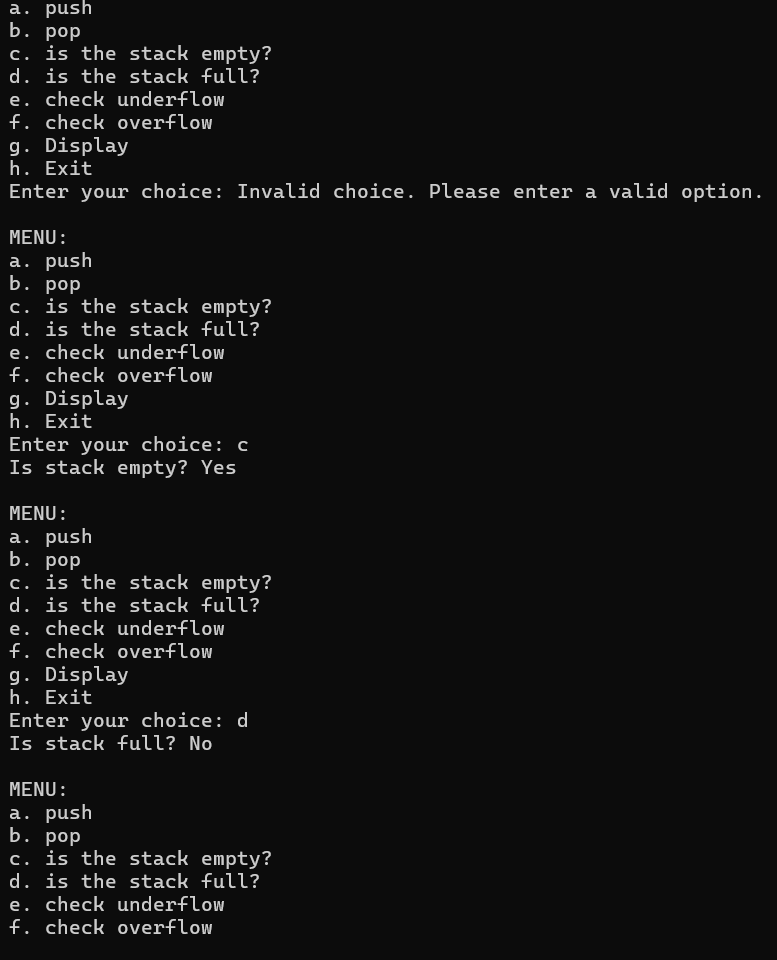 a. push
b. pop
c. is the stack empty?
d. is the stack full?
e. check underflow
f. check overflow
g. Display
h. Exit
Enter your choice: Invalid choice. Please enter a valid option.
MENU:
a. push
b. pop
c. is the stack empty?
d. is the stack full?
e. check underflow
f. check overflow
g. Display
h. Exit
Enter your choice: c
Is stack empty? Yes
MENU:
a. push
b. pop
c. is the stack empty?
d. is the stack full?
e. check underflow
f. check overflow
g. Display
h. Exit
Enter your choice: d
Is stack full? No
MENU:
a. push
b. pop
c. is the stack empty?
d. is the stack full?
e. check underflow
f. check overflow